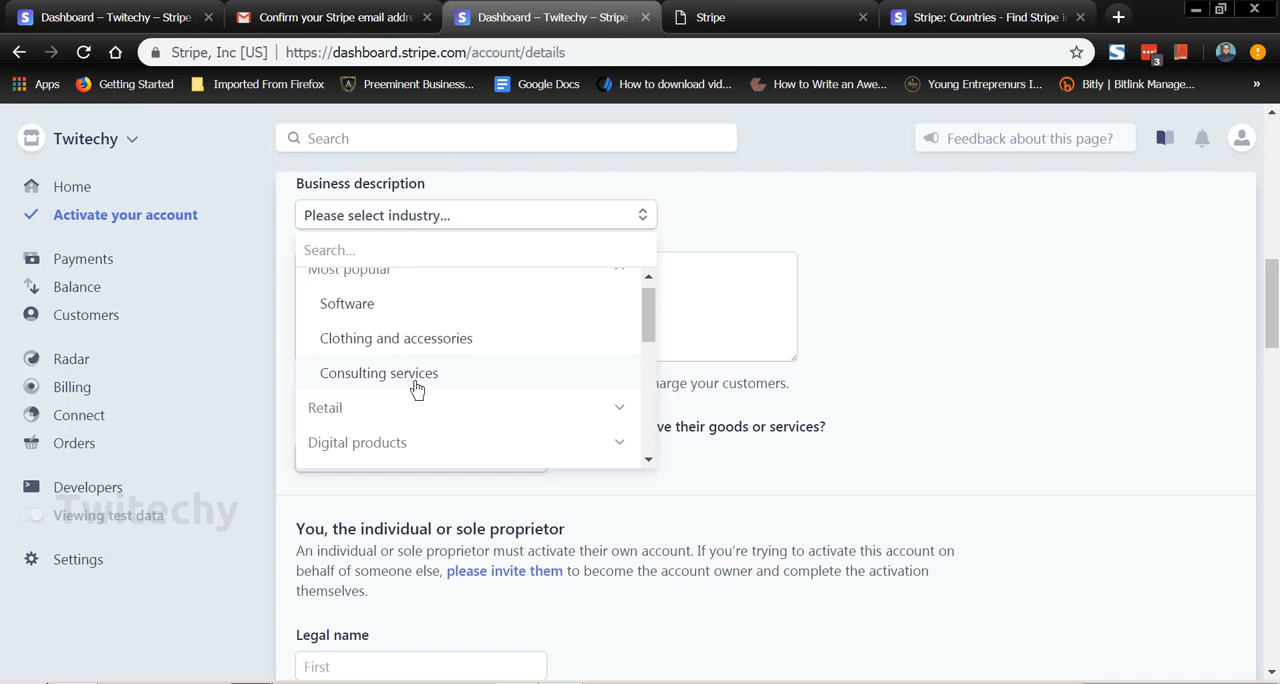 Dashboard – Twitechy – Stripe
Confirm your Stripe email addre
Dashboard – Twitechy – Stripe
Stripe
Stripe: Countries - Find Stripe i
Stripe, Inc [US] | https://dashboard.stripe.com/account/details
3
Apps
Getting Started
Imported From Firefox
Preeminent Business...
Google Docs
How to download vid...
How to Write an Awe...
Young Entreprenurs I...
Bitly | Bitlink Manage...
»
Twitechy
Search
Feedback about this page?
Home
Activate your account
Payments
Balance
Customers
Radar
Billing
Connect
Orders
Developers
Viewing test data
Twitechy
Settings
Business description
Please select industry...
Search...
Most popular
Software
Clothing and accessories
Consulting services
Retail
Digital products
arge your customers.
ve their goods or services?
You, the individual or sole proprietor
An individual or sole proprietor must activate their own account. If you're trying to activate this account on
behalf of someone else, please invite them to become the account owner and complete the activation
themselves.
Legal name
First